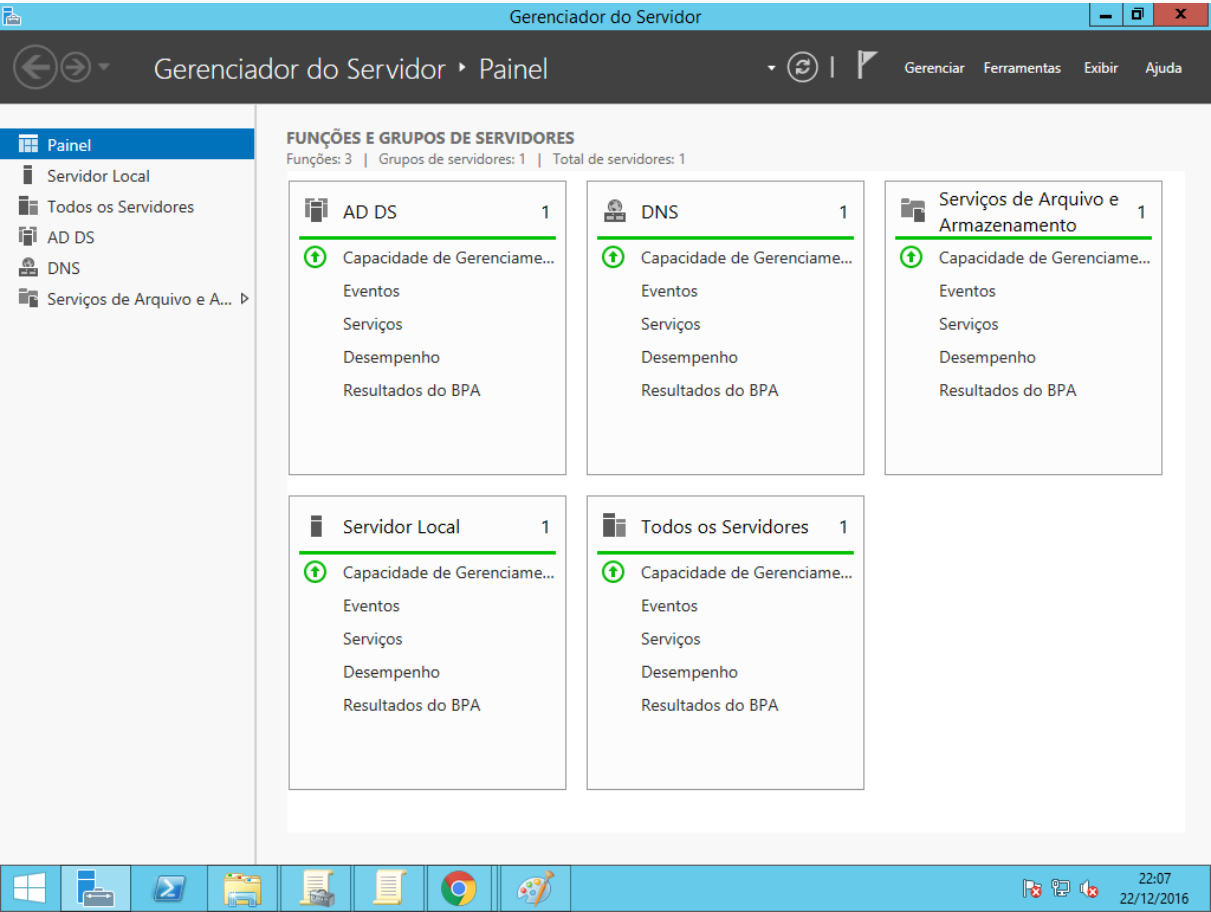 Gerenciador do Servidor
Gerenciador do Servidor ‣ Painel
Gerenciar Ferramentas Exibir Ajuda
Painel
Servidor Local
Todos os Servidores
AD DS
DNS
Serviços de Arquivo e A...
FUNÇÕES E GRUPOS DE SERVIDORES
Funções: 3 | Grupos de servidores: 1 | Total de servidores: 1
AD DS 1
Capacidade de Gerenciame...
Eventos
Serviços
Desempenho
Resultados do BPA
DNS 1
Capacidade de Gerenciame...
Eventos
Serviços
Desempenho
Resultados do BPA
Serviços de Arquivo e
Armazenamento 1
Capacidade de Gerenciame...
Eventos
Serviços
Desempenho
Resultados do BPA
Servidor Local 1
Capacidade de Gerenciame...
Eventos
Serviços
Desempenho
Resultados do BPA
Todos os Servidores 1
Capacidade de Gerenciame...
Eventos
Serviços
Desempenho
Resultados do BPA
22:07
22/12/2016